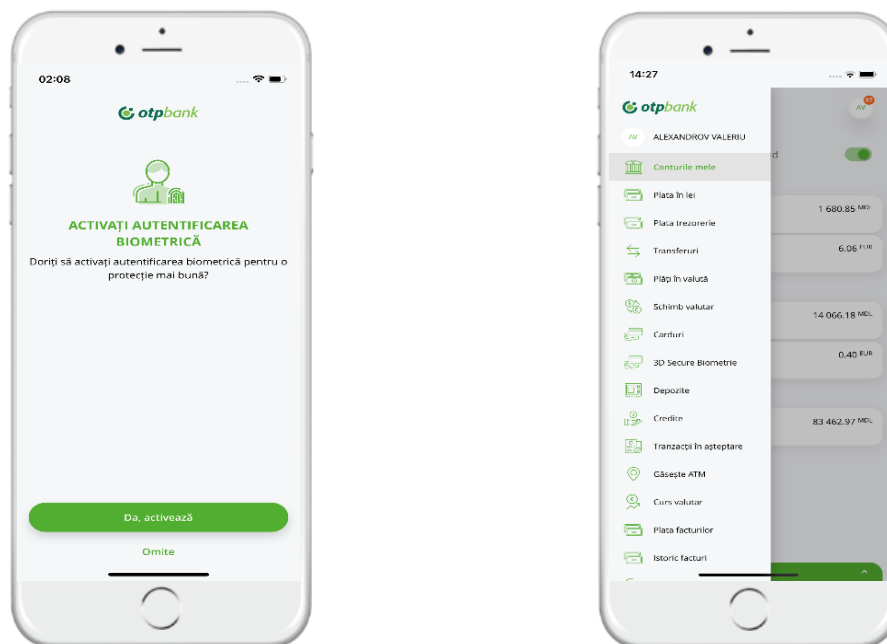 02:08
otpbank
ACTIVAȚI AUTENTIFICAREA
BIOMETRICĂ
Doriți să activați autentificarea biometrică pentru o
protecție mai bună?
Da, activează
Omite
14:27
otpbank
AV
87
AV ALEXANDROV VALERIU
d
Conturile mele
Plata în lei
1 680.85 MDL
Plata trezorerie
Transferuri
6.06 EUR
Plăți în valută
Schimb valutar
14 066.18 MDL
Carduri
0.40 EUR
3D Secure Biometrie
Depozite
Credite
83 462.97 MDL
Tranzacții în așteptare
Găsește ATM
Curs valutar
Plata facturilor
Istoric facturi